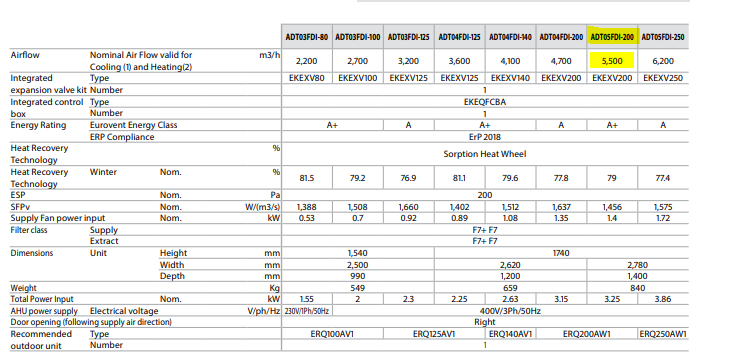 ADT03FDI-80 ADT03FDI-100 ADT03FDI-125 ADT04FDI-125 ADT04FDI-140 ADT04FDI-200 ADT05FDI-200 ADT05FDI-250
Airflow Nominal Air Flow valid for Cooling (1) and Heating(2) m3/h 2,200 2,700 3,200 3,600 4,100 4,700 5,500 6,200
Integrated expansion valve kit Type EKEXV80 EKEXV100 EKEXV125 EKEXV125 EKEXV140 EKEXV200 EKEXV200 EKEXV250
Number 1
Integrated control box Type EKEQFCBA
Number 1
Energy Rating Eurovent Energy Class A+ A A+ A A+ A
ERP Compliance ErP 2018
Heat Recovery Technology % Sorption Heat Wheel
Heat Recovery Technology Winter Nom. % 81.5 79.2 76.9 81.1 79.6 77.8 79 77.4
ESP Nom. Pa 200
SFPv Nom. W/(m3/s) 1,388 1,508 1,660 1,402 1,512 1,637 1,456 1,575
Supply Fan power input Nom. kW 0.53 0.7 0.92 0.89 1.08 1.35 1.4 1.72
Filter class Supply F7+ F7
Extract F7+ F7
Dimensions Unit Height mm 1,540 1740
Width mm 2,500 2,620 2,780
Depth mm 990 1,200 1,400
Weight Kg 549 659 840
Total Power Input Nom. kW 1.55 2 2.3 2.25 2.63 3.15 3.25 3.86
AHU power supply Electrical voltage V/ph/Hz 230V/1Ph/50Hz 400V/3Ph/50Hz
Door opening (following supply air direction) Right
Recommended outdoor unit Type ERQ100AV1 ERQ125AV1 ERQ140AV1 ERQ200AW1 ERQ250AW1
Number 1